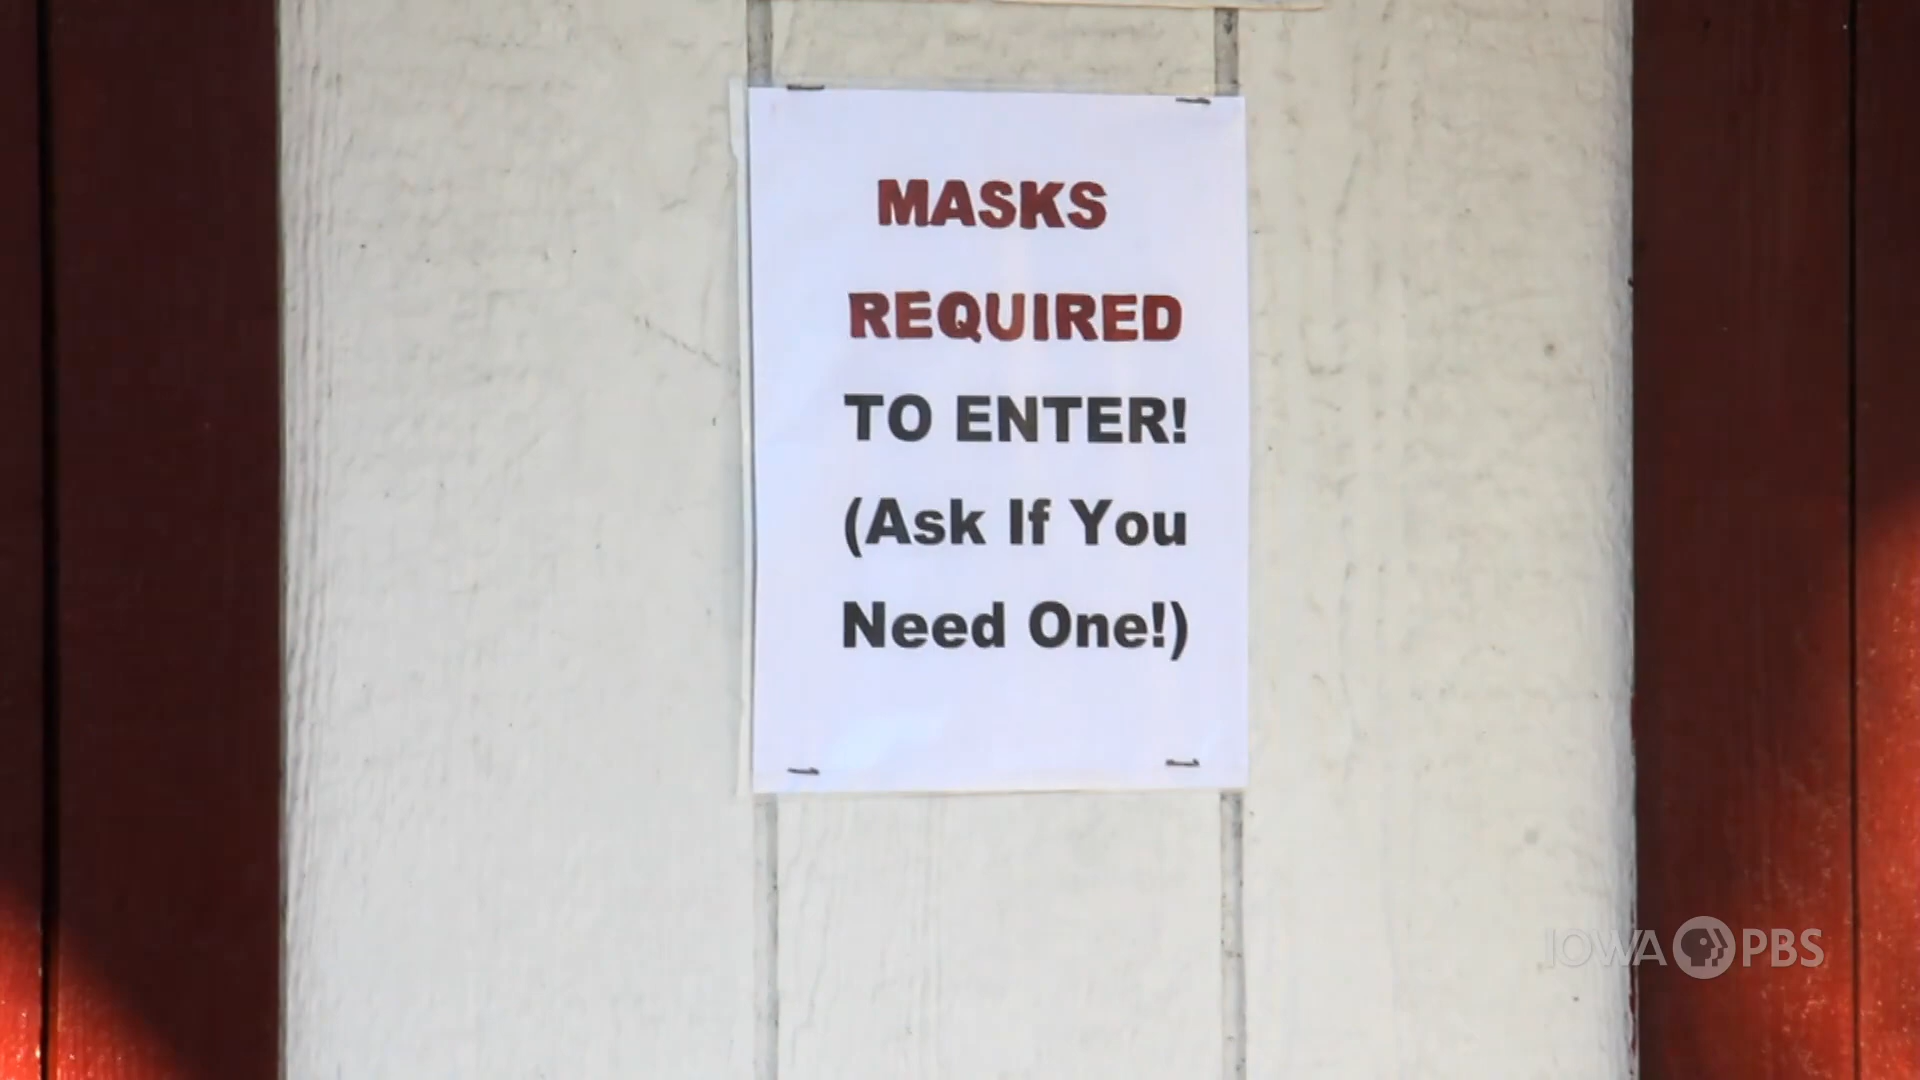 MASKS
REQUIRED
TO ENTER!
(Ask If You
Need One!)
IOWA PBS